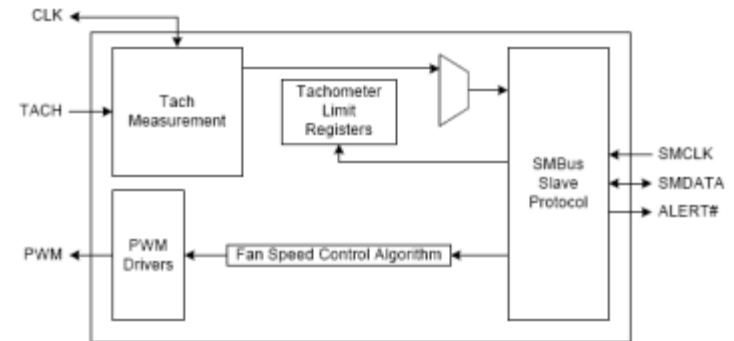 CLK
TACH
Tach
Measurement
Tachometer
Limit
Registers
SMBus
Slave
Protocol
SMCLK
SMDATA
ALERT#
PWM
PWM
Drivers
Fan Speed Control Algorithm